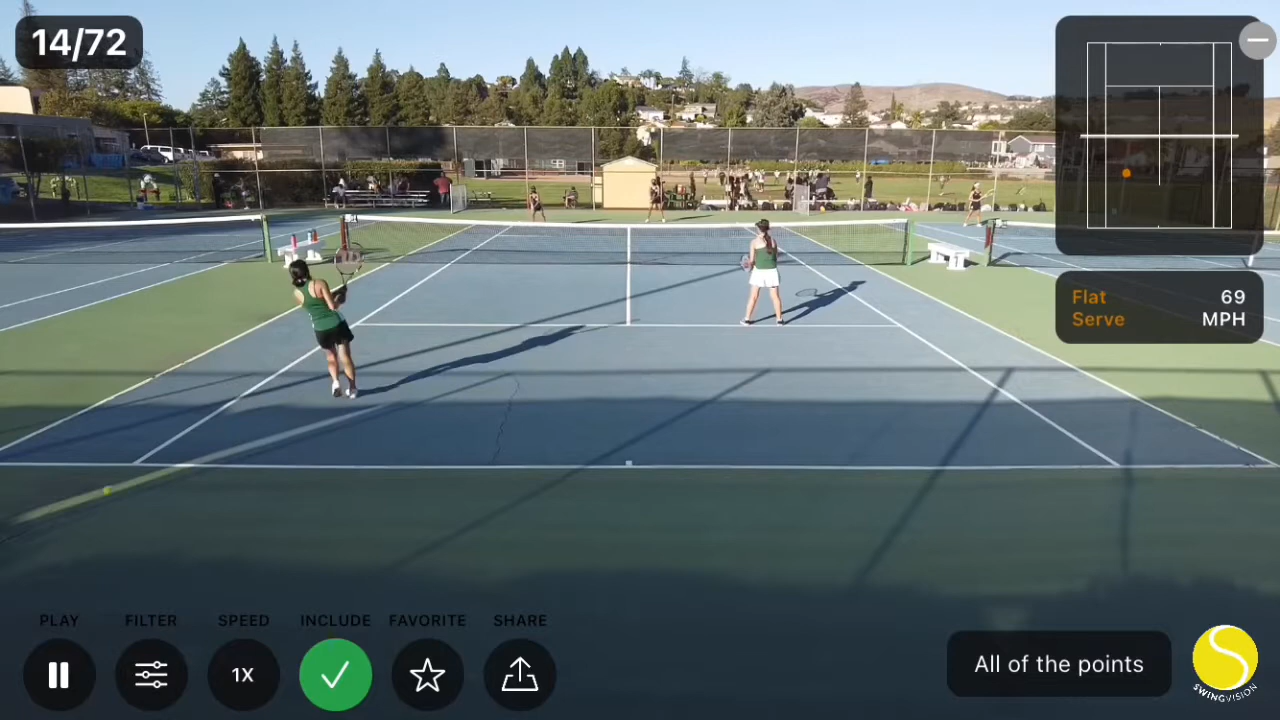 14/72
Flat
Serve
69
MPH
PLAY
FILTER
SPEED
INCLUDE
FAVORITE
SHARE
1X
All of the points
SWINGVISION